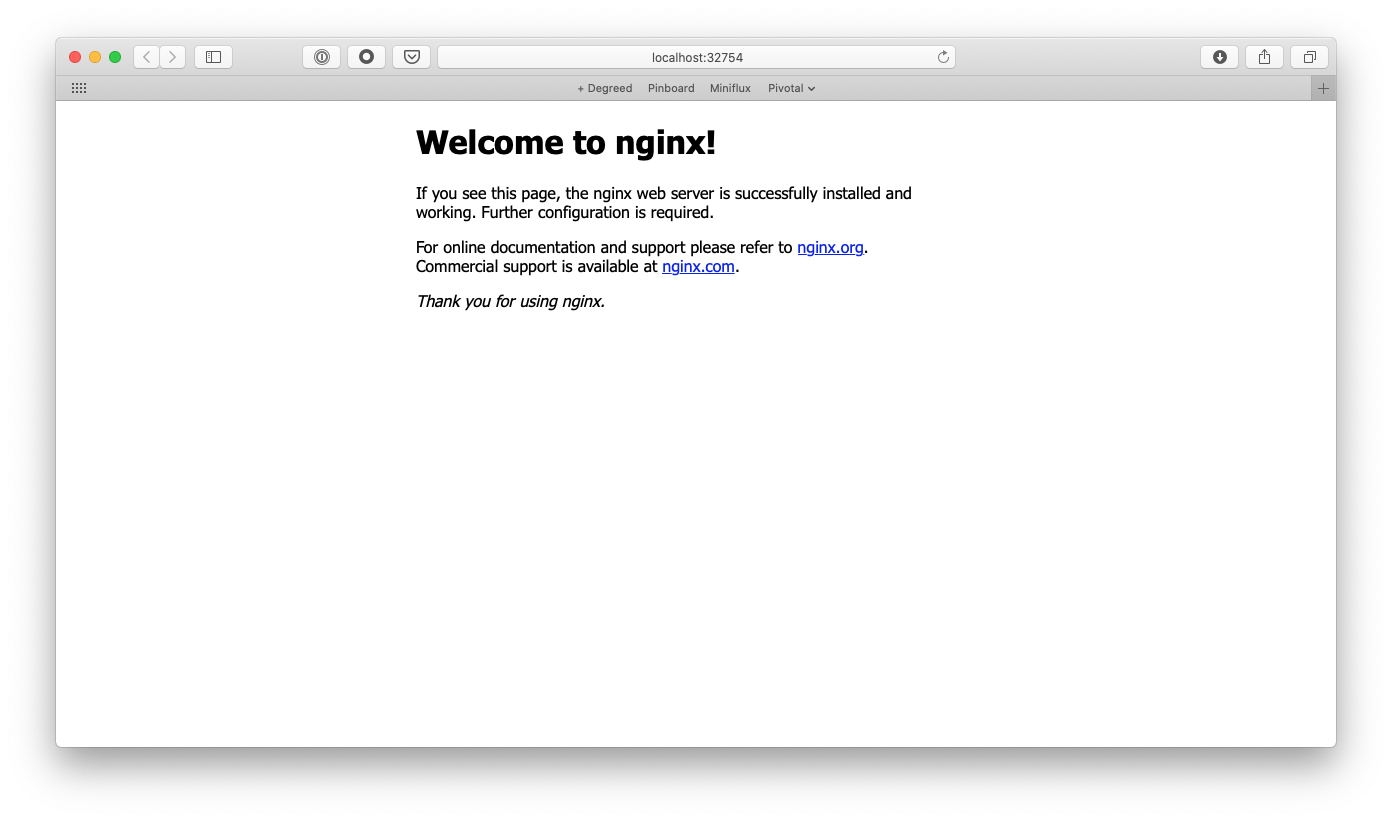 localhost:32754
+ Degreed Pinboard Miniflux Pivotal
Welcome to nginx!
If you see this page, the nginx web server is successfully installed and
working. Further configuration is required.
For online documentation and support please refer to nginx.org.
Commercial support is available at nginx.com.
Thank you for using nginx.